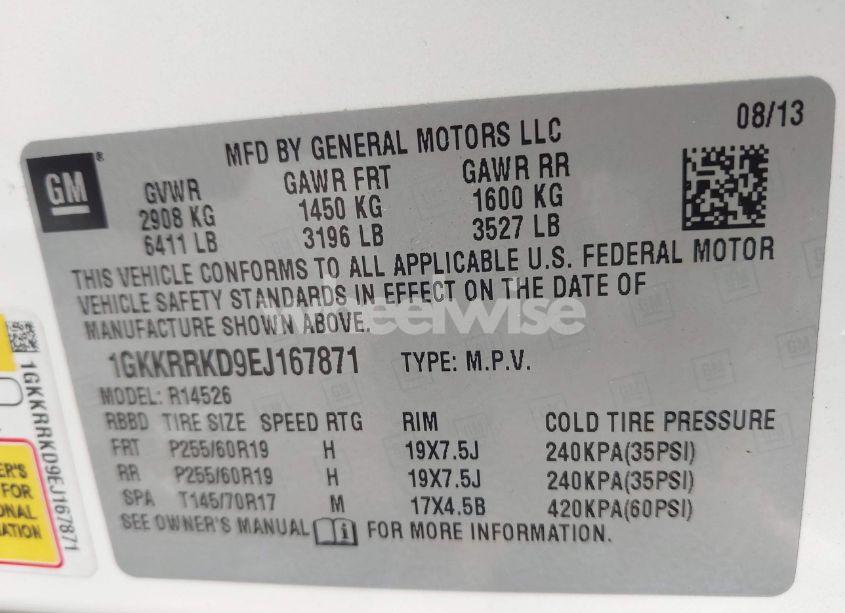 08/13
MFD BY GENERAL MOTORS LLC
GM®
GVWR GAWR FRT GAWR RR
2908 KG 1450 KG 1600 KG
6411 LB 3196 LB 3527 LB
THIS VEHICLE CONFORMS TO ALL APPLICABLE U.S. FEDERAL MOTOR
VEHICLE SAFETY STANDARDS IN EFFECT ON THE DATE OF
MANUFACTURE SHOWN ABOVE.
1GKKRRKD9EJ167871 TYPE: M.P.V.
MODEL: R14526
RBBD TIRE SIZE SPEED RTG RIM COLD TIRE PRESSURE
FRT P255/60R19 H 19X7.5J 240KPA(35PSI)
RR P255/60R19 H 19X7.5J 240KPA(35PSI)
SPA T145/70R17 M 17X4.5B 420KPA(60PSI)
SEE OWNER'S MANUAL FOR MORE INFORMATION.
1GKKRRKD9EJ167871
ER'S
FOR
ONAL
ATION